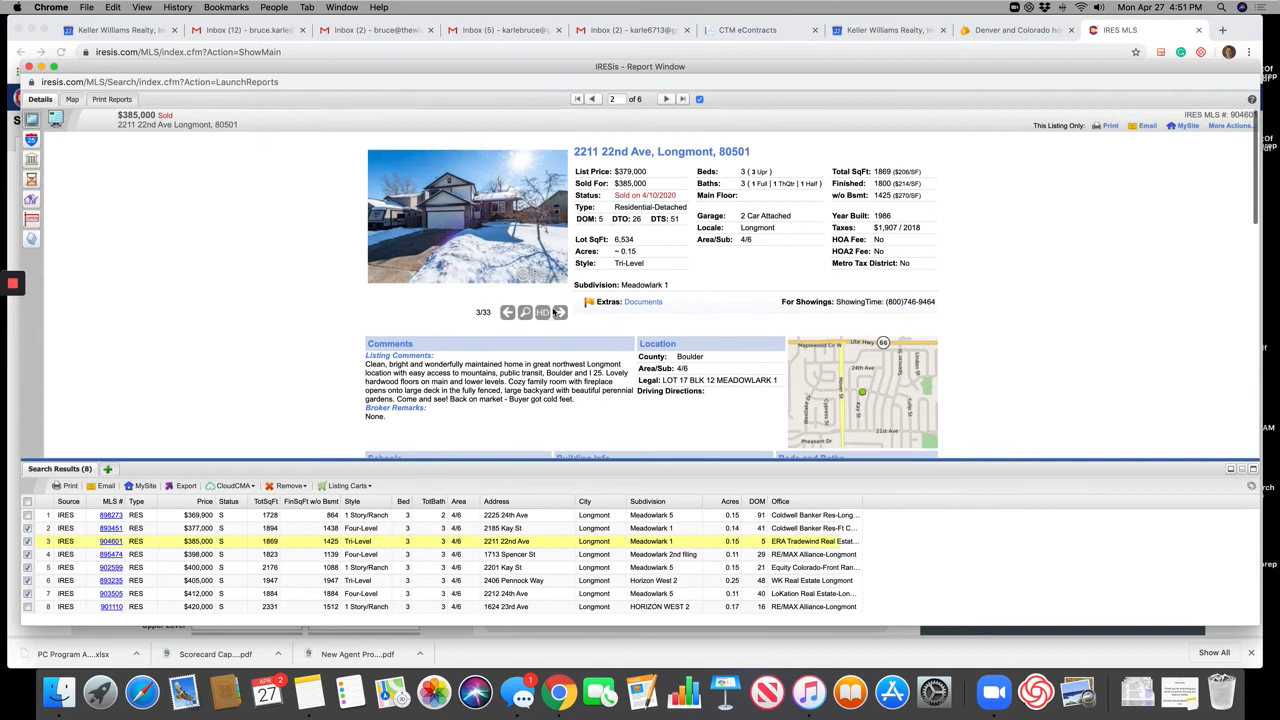 Chrome File Edit View History Bookmarks People Tab Window Help Mon Apr 27 4:51 PM
Keller Williams Realty, In Inbox (12) - bruce.karle@ Inbox (2) - bruce@thewi Inbox (5) - karlebruce@g Inbox (2) - karle6713@g CTM eContracts Keller Williams Realty, In Denver and Colorado ho IRES MLS
iresis.com/MLS/index.cfm?Action=ShowMain
IRESis - Report Window
iresis.com/MLS/Search/index.cfm?Action=LaunchReports
Details Map Print Reports 2 of 6
$385,000 Sold IRES MLS #: 904601
2211 22nd Ave Longmont, 80501 This Listing Only: Print Email MySite More Actions...
2211 22nd Ave, Longmont, 80501
List Price: $379,000 Beds: 3 ( 3 Upr ) Total SqFt: 1869 ($206/SF)
Sold For: $385,000 Baths: 3 ( 1 Full | 1 ThQtr | 1 Half ) Finished: 1800 ($214/SF)
Status: Sold on 4/10/2020 Main Floor: w/o Bsmt: 1425 ($270/SF)
Type: Residential-Detached Garage: 2 Car Attached Year Built: 1986
DOM: 5 DTO: 26 DTS: 51 Locale: Longmont Taxes: $1,907 / 2018
Lot SqFt: 6,534 Area/Sub: 4/6 HOA Fee: No
Acres: ~ 0.15 HOA2 Fee: No
Style: Tri-Level Metro Tax District: No
Subdivision: Meadowlark 1
Extras: Documents For Showings: ShowingTime: (800)746-9464
3/33 HD
Comments Location
Listing Comments: County: Boulder
Clean, bright and wonderfully maintained home in great northwest Longmont Area/Sub: 4/6
location with easy access to mountains, public transit, Boulder and I 25. Lovely Legal: LOT 17 BLK 12 MEADOWLARK 1
hardwood floors on main and lower levels. Cozy family room with fireplace Driving Directions:
opens onto large deck in the fully fenced, large backyard with beautiful perennial
gardens. Come and see! Back on market - Buyer got cold feet.
Broker Remarks:
None.
Maplewood Cir W Ute Hwy 66
24th Ave
21st Ave
Pheasant Dr
Schools Building Info Beds and Baths
Search Results (8)
Print Email MySite Export CloudCMA Remove Listing Carts
Source MLS # Type Price Status TotSqFt FinSqFt w/o Bsmt Style Bed TotBath Area Address City Subdivision Acres DOM Office
1 IRES 898273 RES $369,900 S 1728 864 1 Story/Ranch 3 2 4/6 2225 24th Ave Longmont Meadowlark 5 0.15 91 Coldwell Banker Res-Long...
2 IRES 893451 RES $377,000 S 1894 1438 Four-Level 3 3 4/6 2185 Kay St Longmont Meadowlark 1 0.14 41 Coldwell Banker Res-Ft C...
3 IRES 904601 RES $385,000 S 1869 1425 Tri-Level 3 3 4/6 2211 22nd Ave Longmont Meadowlark 1 0.15 5 ERA Tradewind Real Estat...
4 IRES 895474 RES $398,000 S 1823 1139 Four-Level 3 3 4/6 1713 Spencer St Longmont Meadowlark 2nd filing 0.11 29 RE/MAX Alliance-Longmont
5 IRES 902599 RES $400,000 S 2176 1088 1 Story/Ranch 3 3 4/6 2201 Kay St Longmont Meadowlark 5 0.21 32 Equity Colorado-Front Ran...
6 IRES 893235 RES $405,000 S 1947 1947 Tri-Level 3 3 4/6 2406 Pennock Way Longmont Horizon West 2 0.25 48 WK Real Estate Longmont
7 IRES 903505 RES $412,000 S 1884 1884 Four-Level 3 3 4/6 2212 23rd Ave Longmont Meadowlark 5 0.11 40 LoKation Real Estate-Lon...
8 IRES 901110 RES $420,000 S 2331 1512 1 Story/Ranch 3 3 4/6 1624 23rd Ave Longmont HORIZON WEST 2 0.17 16 RE/MAX Alliance-Longmont
Upper Level
PC Program A....xlsx Scorecard Cap....pdf New Agent Pro....pdf Show All